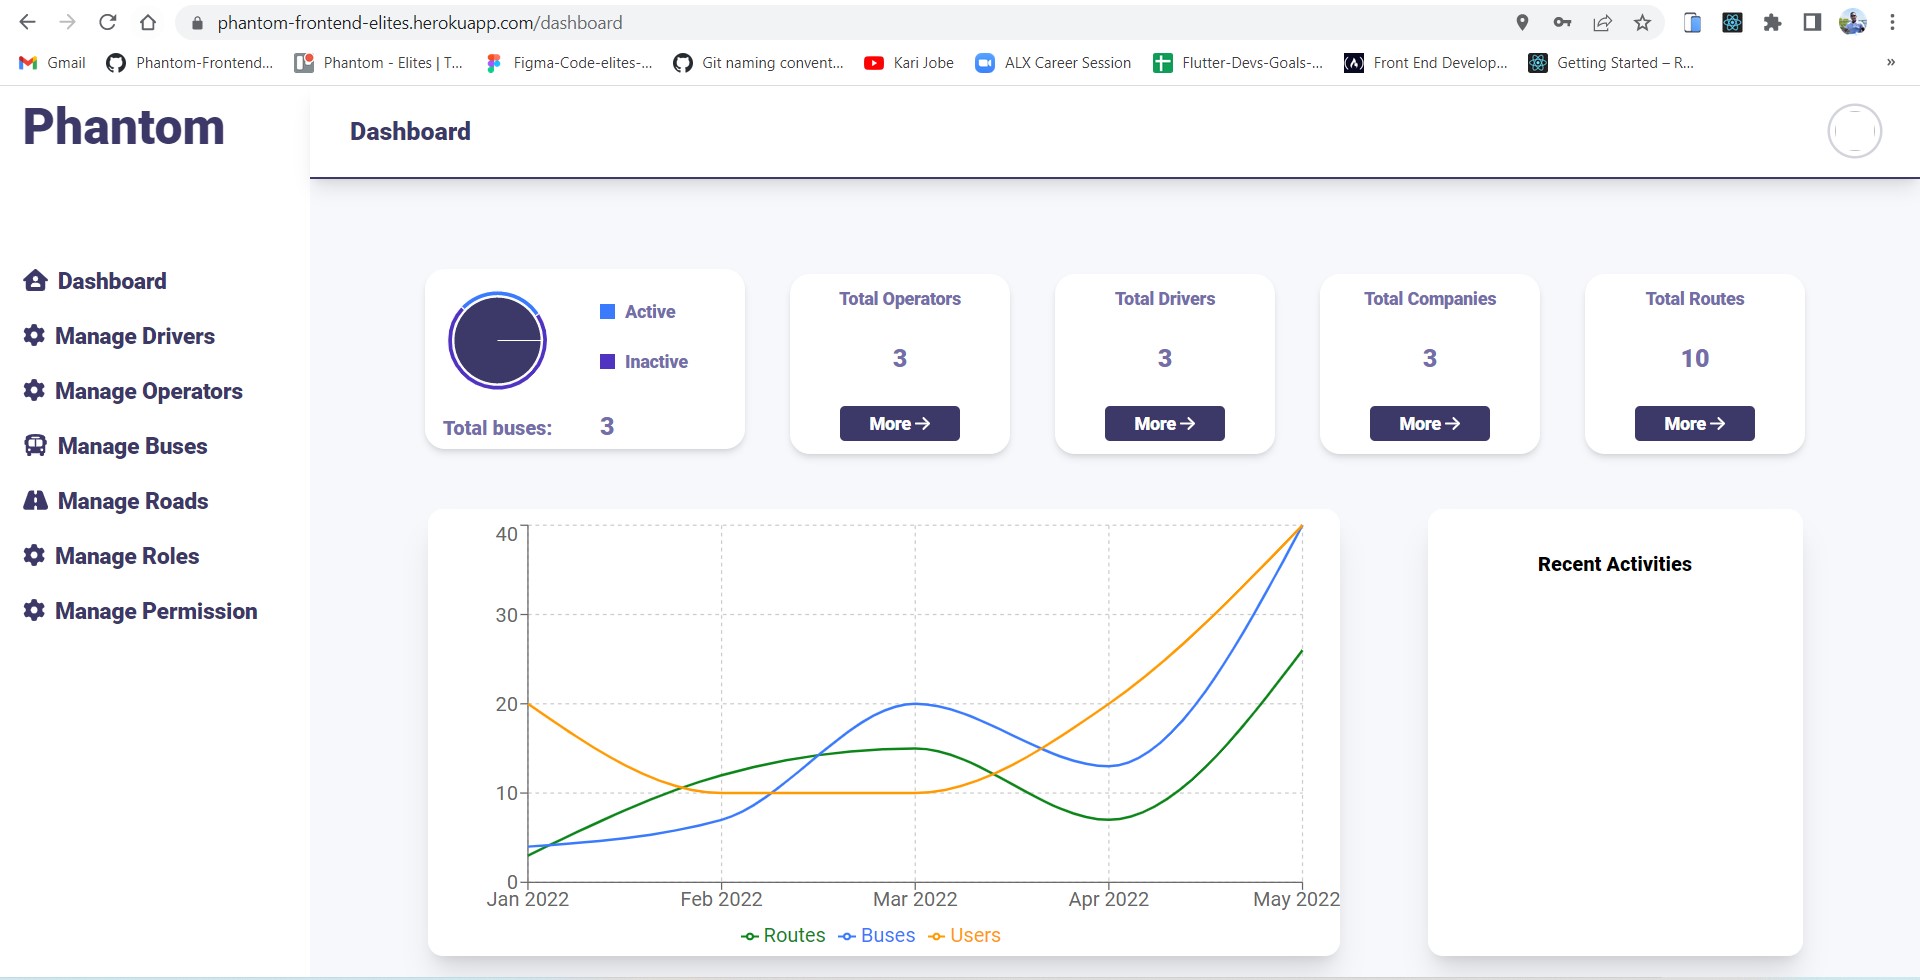 phantom-frontend-elites.herokuapp.com/dashboard
Gmail
Phantom-Frontend...
Phantom - Elites | T...
Figma-Code-elites-...
Git naming convent...
Kari Jobe
ALX Career Session
Flutter-Devs-Goals-...
Front End Develop...
Getting Started – R...
»
Phantom
Dashboard
Manage Drivers
Manage Operators
Manage Buses
Manage Roads
Manage Roles
Manage Permission
Dashboard
Active
Inactive
Total buses: 3
Total Operators
3
More →
Total Drivers
3
More →
Total Companies
3
More →
Total Routes
10
More →
40
30
20
10
0
Jan 2022 Feb 2022 Mar 2022 Apr 2022 May 2022
Routes Buses Users
Recent Activities